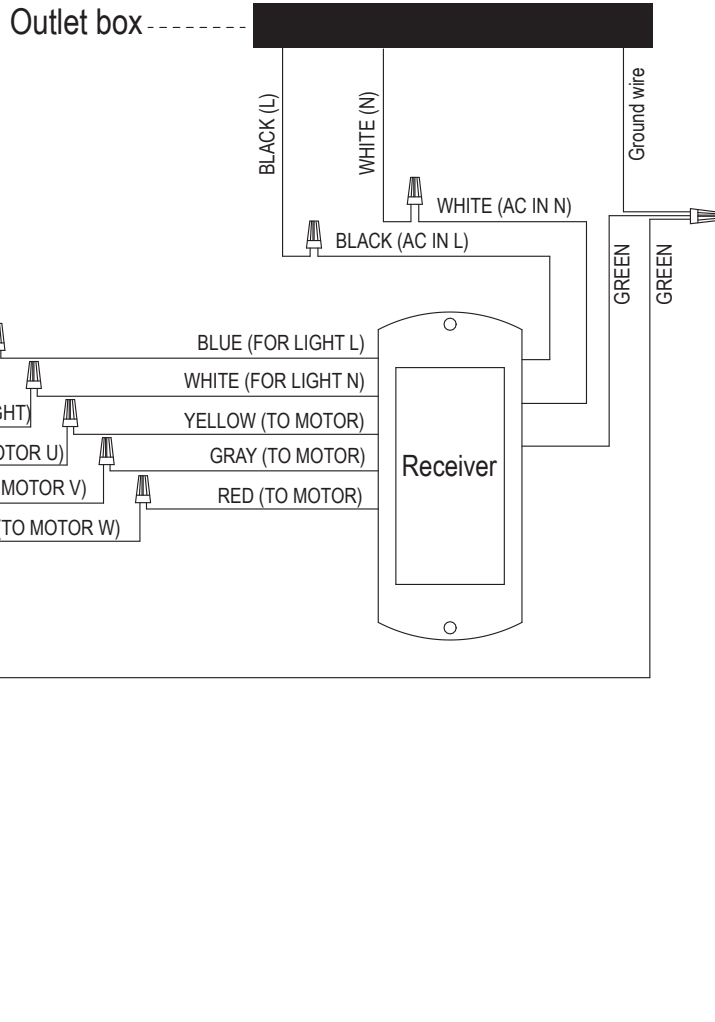 Outlet box
BLACK (L)
WHITE (N)
Ground wire
WHITE (AC IN N)
BLACK (AC IN L)
GREEN
GREEN
BLUE (FOR LIGHT L)
WHITE (FOR LIGHT N)
YELLOW (TO MOTOR)
GRAY (TO MOTOR)
RED (TO MOTOR)
Receiver
U)
MOTOR V)
(TO MOTOR W)